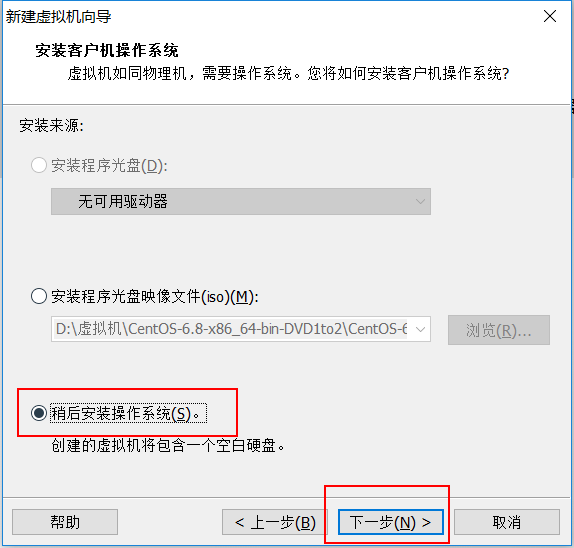 新建虚拟机向导
安装客户机操作系统
虚拟机如同物理机，需要操作系统。您将如何安装客户机操作系统?
安装来源:
安装程序光盘(D):
无可用驱动器
安装程序光盘映像文件(iso)(M):
D:\虚拟机\CentOS-6.8-x86_64-bin-DVD1to2\CentOS-6
浏览(R)...
稍后安装操作系统(S)。
创建的虚拟机将包含一个空白硬盘。
帮助
< 上一步(B)
下一步(N) >
取消